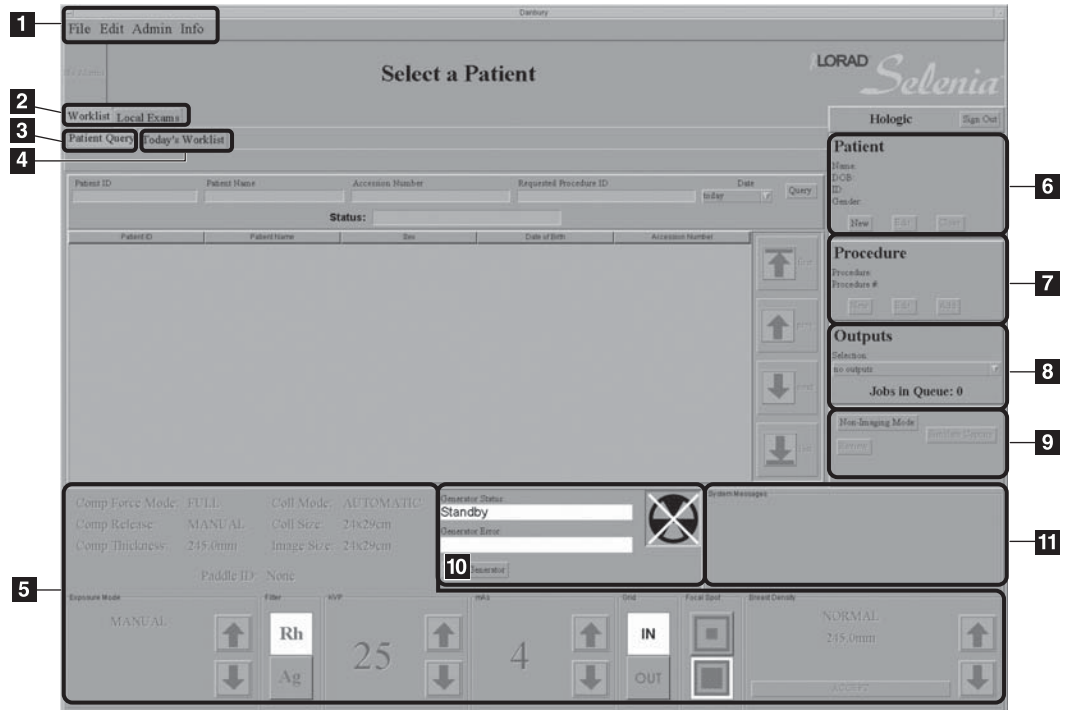 Danbury
1
File Edit Admin Info
Select a Patient
LORAD
Selenia
2
Worklist Local Exams
Hologic Sign Out
3
Patient Query Today's Worklist
4
Patient
Name:
DOB:
ID:
Gender:
New Edit Clear
6
Patient ID Patient Name Accession Number Requested Procedure ID Date
today Query
Status:
Patient ID Patient Name Sex Date of Birth Accession Number
Procedure
Procedure:
Procedure #:
New Edit Add
7
Outputs
Selection:
no outputs
Jobs in Queue: 0
8
Non-Imaging Mode
9
Comp Force Mode: FULL Coll Mode: AUTOMATIC
Comp Release: MANUAL Coll Size: 24x29cm
Comp Thickness: 245.0mm Image Size: 24x29cm
Paddle ID: None
Generator Status:
Standby
Generator Error:
10
Generator
System Messages
11
5
Exposure Mode Filter kVP mAs Grid Focal Spot Breast Density
MANUAL
Rh
Ag
25
4
IN
OUT
NORMAL
245.0mm
ACCEPT